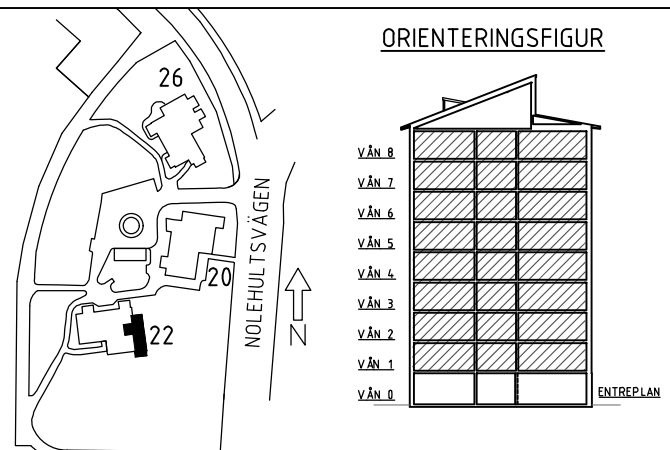 ORIENTERINGSFIGUR
26
20
22
NOLEHULTSVÄGEN
N
VÅN 8
VÅN 7
VÅN 6
VÅN 5
VÅN 4
VÅN 3
VÅN 2
VÅN 1
VÅN 0
ENTREPLAN